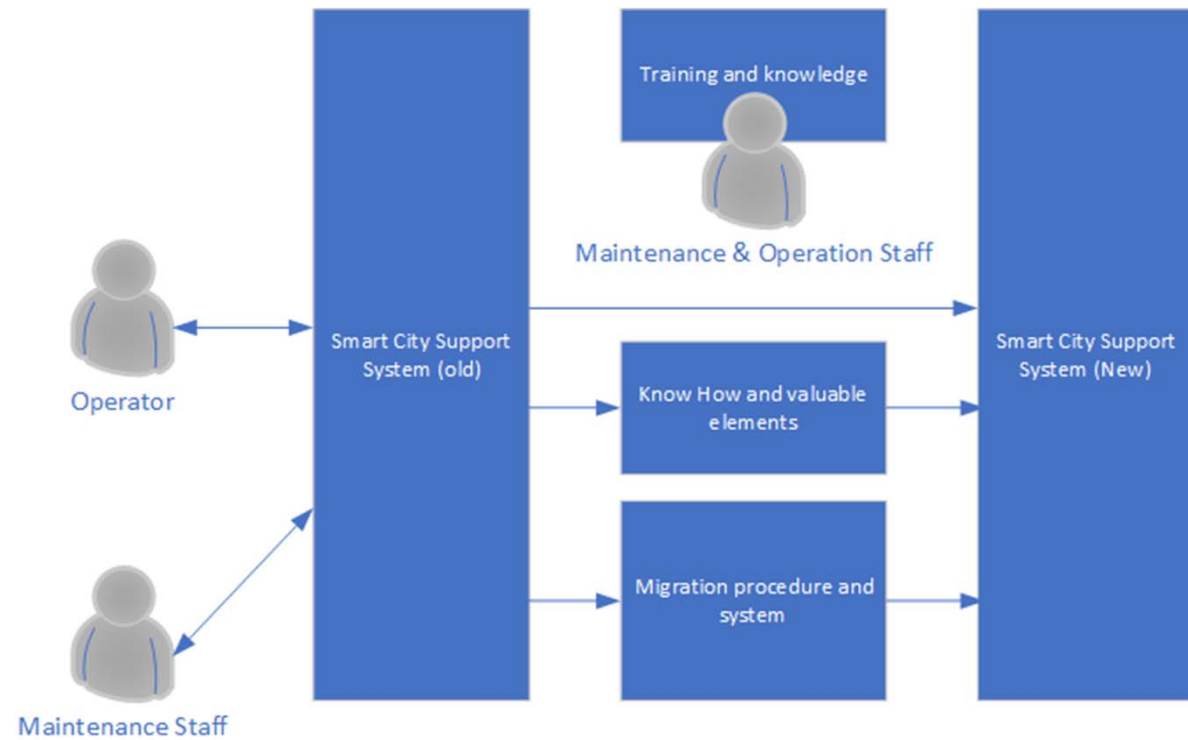 Training and knowledge
Maintenance & Operation Staff
Operator
Smart City Support
System (old)
Smart City Support
System (New)
Know How and valuable
elements
Migration procedure and
system
Maintenance Staff